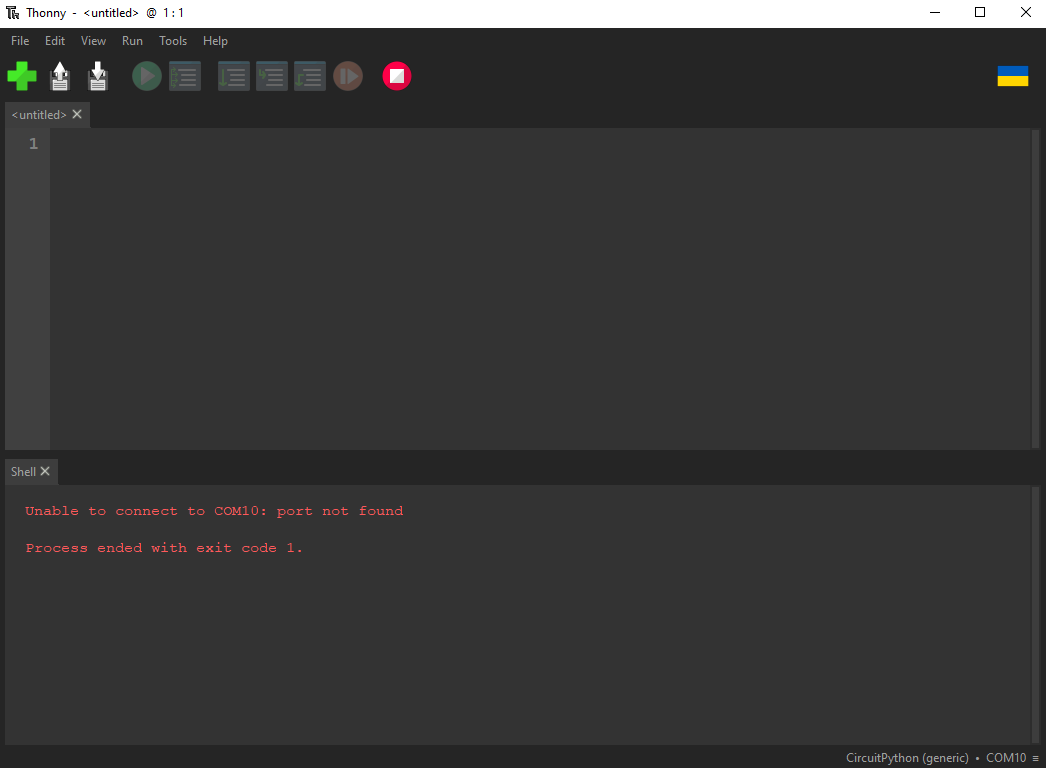 Thonny - <untitled> @ 1:1
File Edit View Run Tools Help
<untitled>
1
Shell
Unable to connect to COM10: port not found
Process ended with exit code 1.
CircuitPython (generic) • COM10 ≡